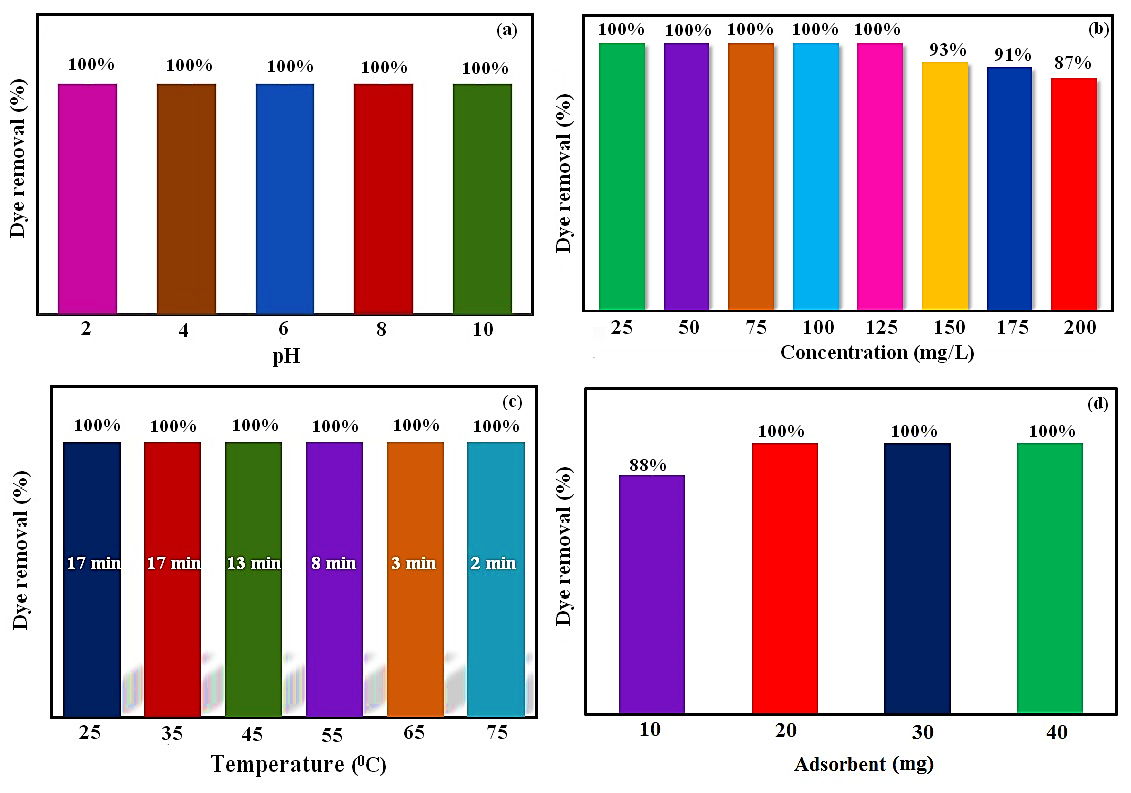 (a)
100% 100% 100% 100% 100%
Dye removal (%)
2 4 6 8 10
pH
(b)
100% 100% 100% 100% 100% 93% 91% 87%
Dye removal (%)
25 50 75 100 125 150 175 200
Concentration (mg/L)
(c)
100% 100% 100% 100% 100% 100%
17 min 17 min 13 min 8 min 3 min 2 min
Dye removal (%)
25 35 45 55 65 75
Temperature (⁰C)
(d)
88% 100% 100% 100%
Dye removal (%)
10 20 30 40
Adsorbent (mg)